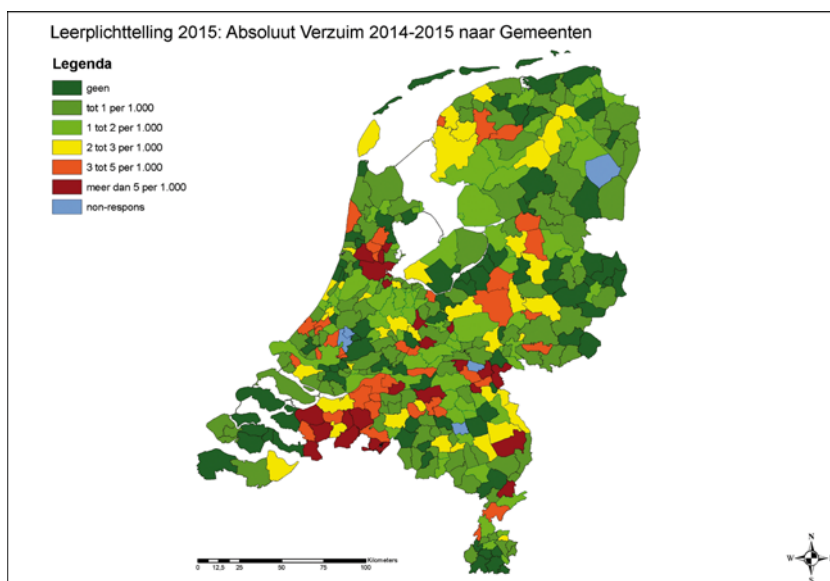 Leerplichttelling 2015: Absoluut Verzuim 2014-2015 naar Gemeenten
Legenda
geen
tot 1 per 1.000
1 tot 2 per 1.000
2 tot 3 per 1.000
3 tot 5 per 1.000
meer dan 5 per 1.000
non-respons
Kilometers
0 12,5 25 50 75 100
N
W
S